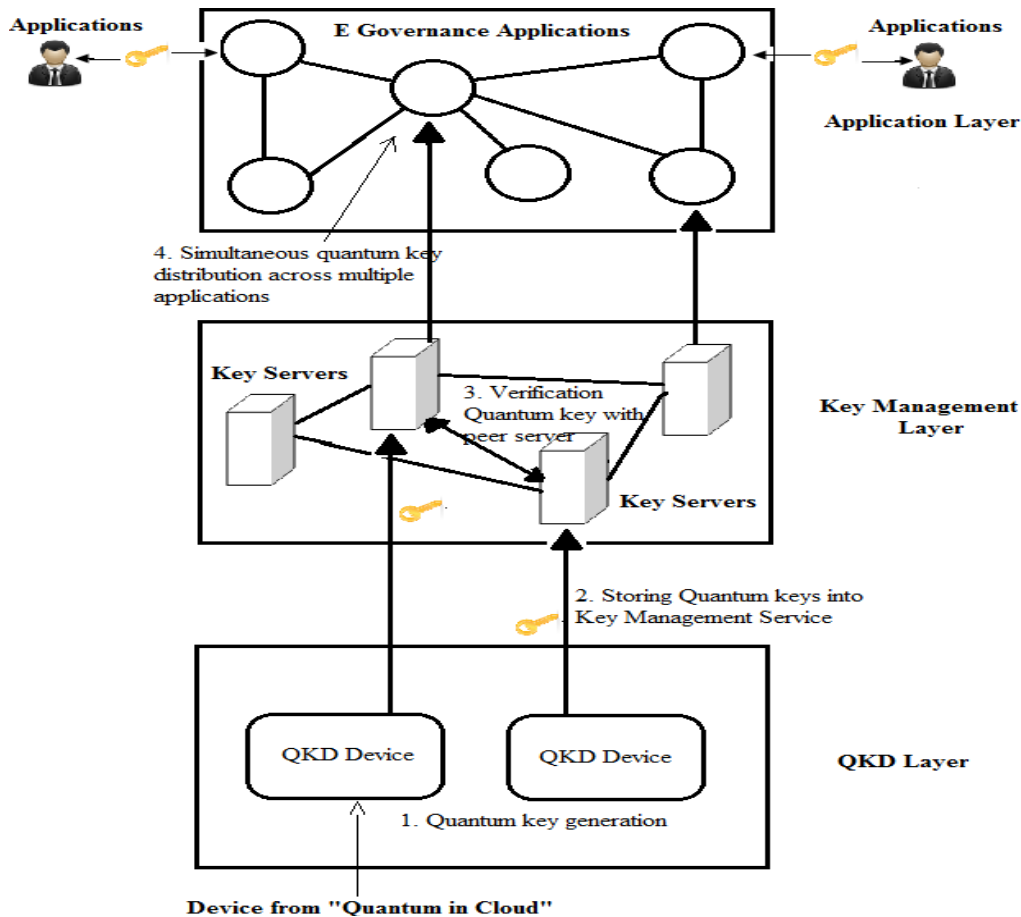 Applications
E Governance Applications
Applications
Application Layer
4. Simultaneous quantum key
distribution across multiple
applications
Key Servers
3. Verification
Quantum key with
peer server
Key Management
Layer
Key Servers
2. Storing Quantum keys into
Key Management Service
QKD Device
QKD Device
QKD Layer
1. Quantum key generation
Device from "Quantum in Cloud"